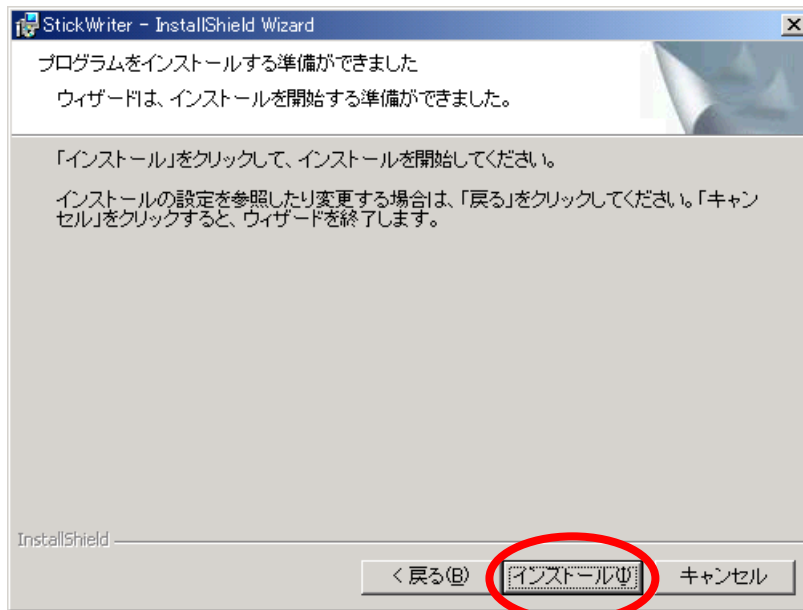 StickWriter - InstallShield Wizard
プログラムをインストールする準備ができました
ウィザードは、インストールを開始する準備ができました。
「インストール」をクリックして、インストールを開始してください。
インストールの設定を参照したり変更する場合は、「戻る」をクリックしてください。「キャン
セル」をクリックすると、ウィザードを終了します。
InstallShield
< 戻る(B)
インストール(I)
キャンセル